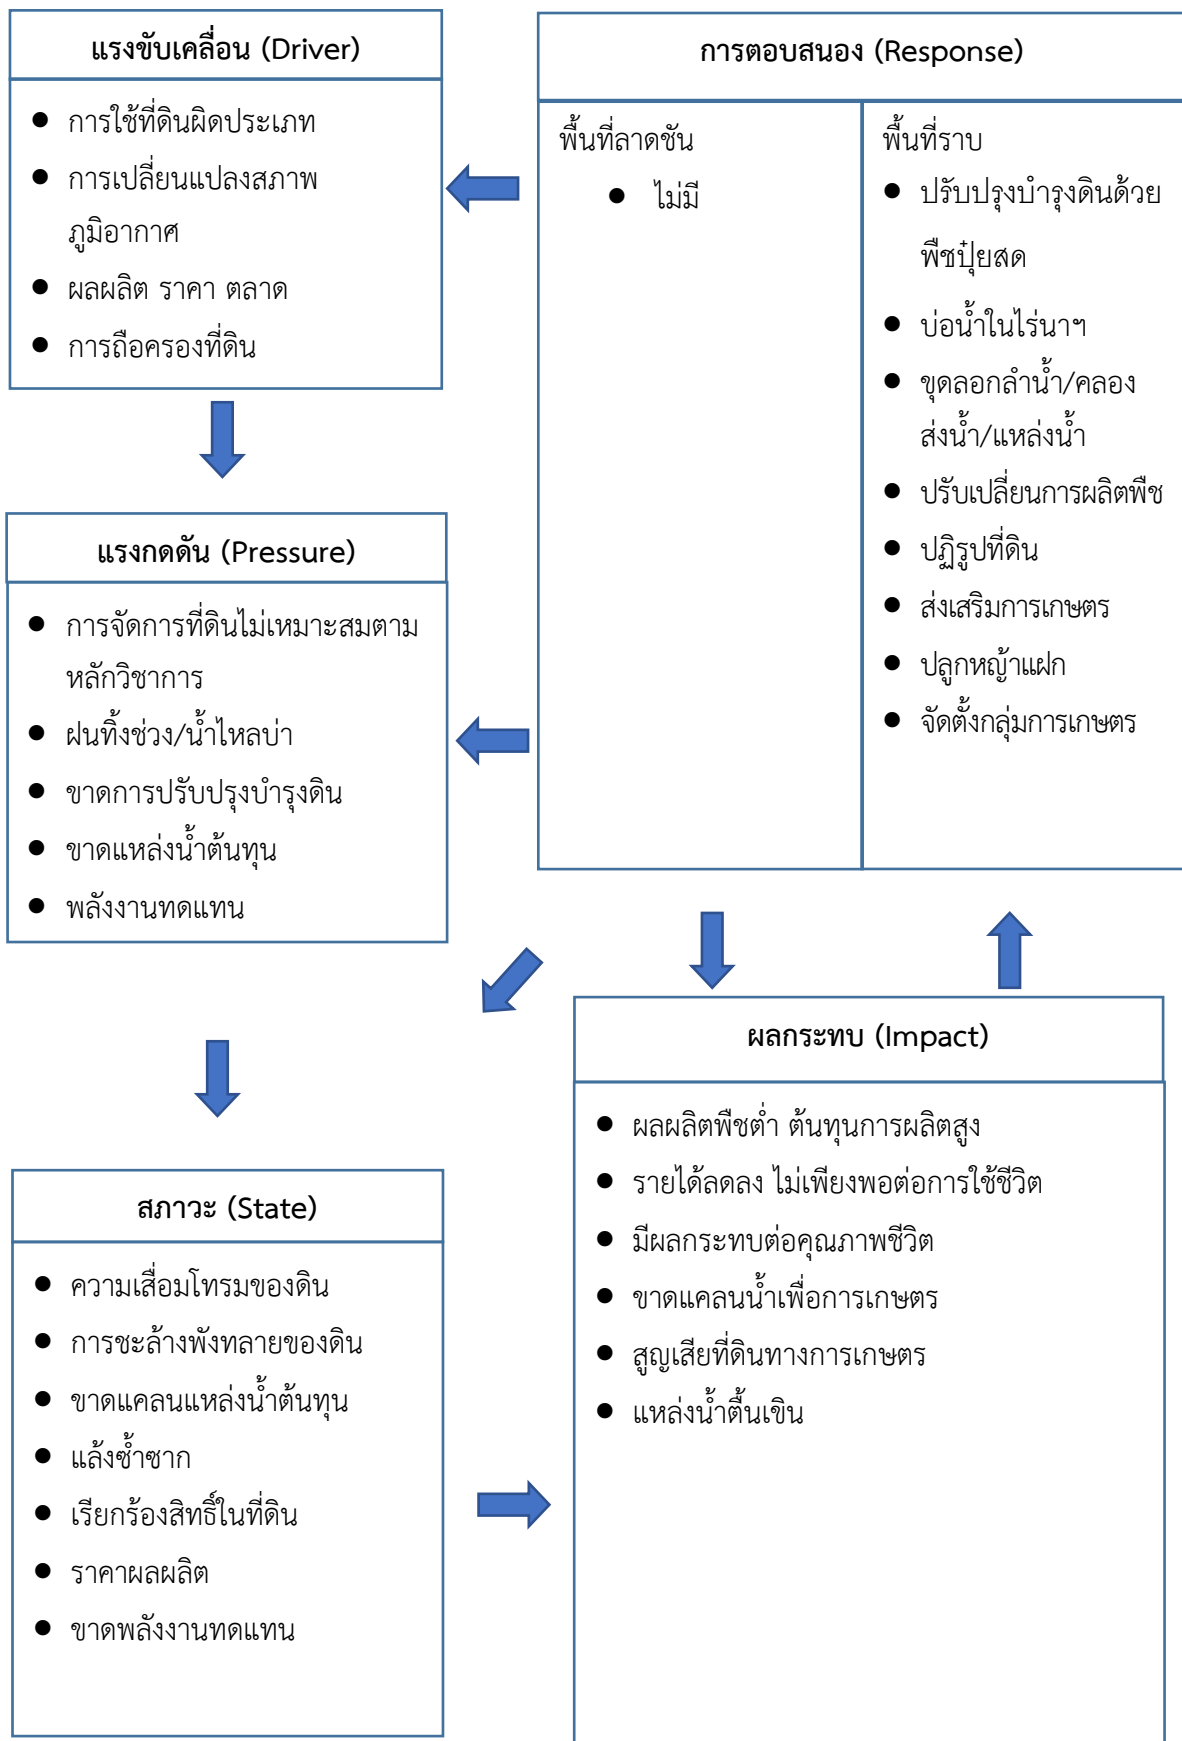 แรงขับเคลื่อน (Driver)
● การใช้ที่ดินผิดประเภท
● การเปลี่ยนแปลงสภาพ
ภูมิอากาศ
● ผลผลิต ราคา ตลาด
● การถือครองที่ดิน
การตอบสนอง (Response)
พื้นที่ลาดชัน
● ไม่มี
พื้นที่ราบ
● ปรับปรุงบำรุงดินด้วย
พืชปุ๋ยสด
● บ่อน้ำในไร่นาฯ
● ขุดลอกลำน้ำ/คลอง
ส่งน้ำ/แหล่งน้ำ
● ปรับเปลี่ยนการผลิตพืช
● ปฏิรูปที่ดิน
● ส่งเสริมการเกษตร
● ปลูกหญ้าแฝก
● จัดตั้งกลุ่มการเกษตร
แรงกดดัน (Pressure)
● การจัดการที่ดินไม่เหมาะสมตาม
หลักวิชาการ
● ฝนทิ้งช่วง/น้ำไหลบ่า
● ขาดการปรับปรุงบำรุงดิน
● ขาดแหล่งน้ำต้นทุน
● พลังงานทดแทน
สภาวะ (State)
● ความเสื่อมโทรมของดิน
● การชะล้างพังทลายของดิน
● ขาดแคลนแหล่งน้ำต้นทุน
● แล้งซ้ำซาก
● เรียกร้องสิทธิ์ในที่ดิน
● ราคาผลผลิต
● ขาดพลังงานทดแทน
ผลกระทบ (Impact)
● ผลผลิตพืชต่ำ ต้นทุนการผลิตสูง
● รายได้ลดลง ไม่เพียงพอต่อการใช้ชีวิต
● มีผลกระทบต่อคุณภาพชีวิต
● ขาดแคลนน้ำเพื่อการเกษตร
● สูญเสียที่ดินทางการเกษตร
● แหล่งน้ำตื้นเขิน